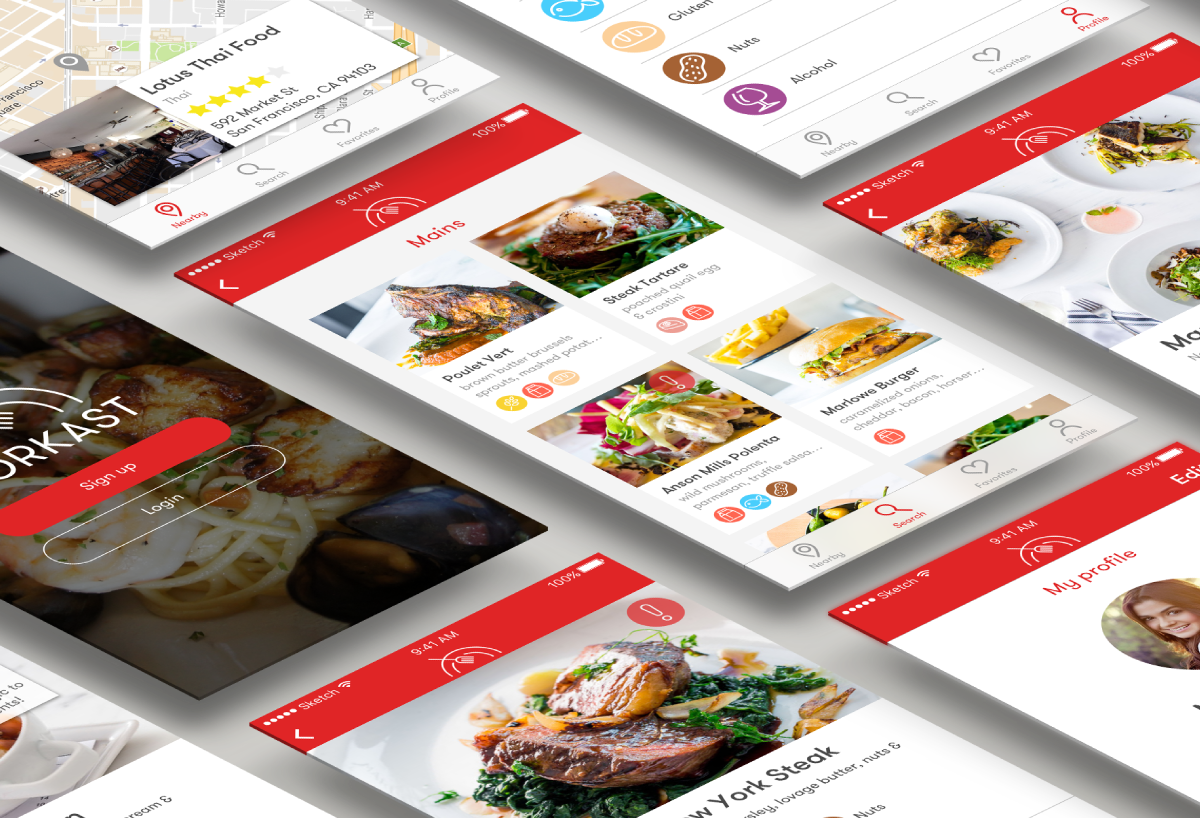 Lotus Thai Food
Thai
592 Market St
San Francisco, CA 94103
Nearby
Search
Favorites
Profile
Gluten
Nuts
Alcohol
Nearby
Search
Favorites
Profile
Sketch
9:41 AM
100%
Mains
Poulet Vert
brown butter brussels
sprouts, mashed potat...
Steak Tartare
poached quail egg
& crostini
Anson Mills Polenta
wild mushrooms,
parmesan, truffle salsa...
Marlowe Burger
caramelized onions,
cheddar, bacon, horser...
Nearby
Search
Favorites
Profile
Sketch
9:41 AM
100%
ORKAST
Sign up
Login
Sketch
9:41 AM
100%
York Steak
lovage butter, nuts &
Nuts
Sketch
9:41 AM
100%
Edi
My profile